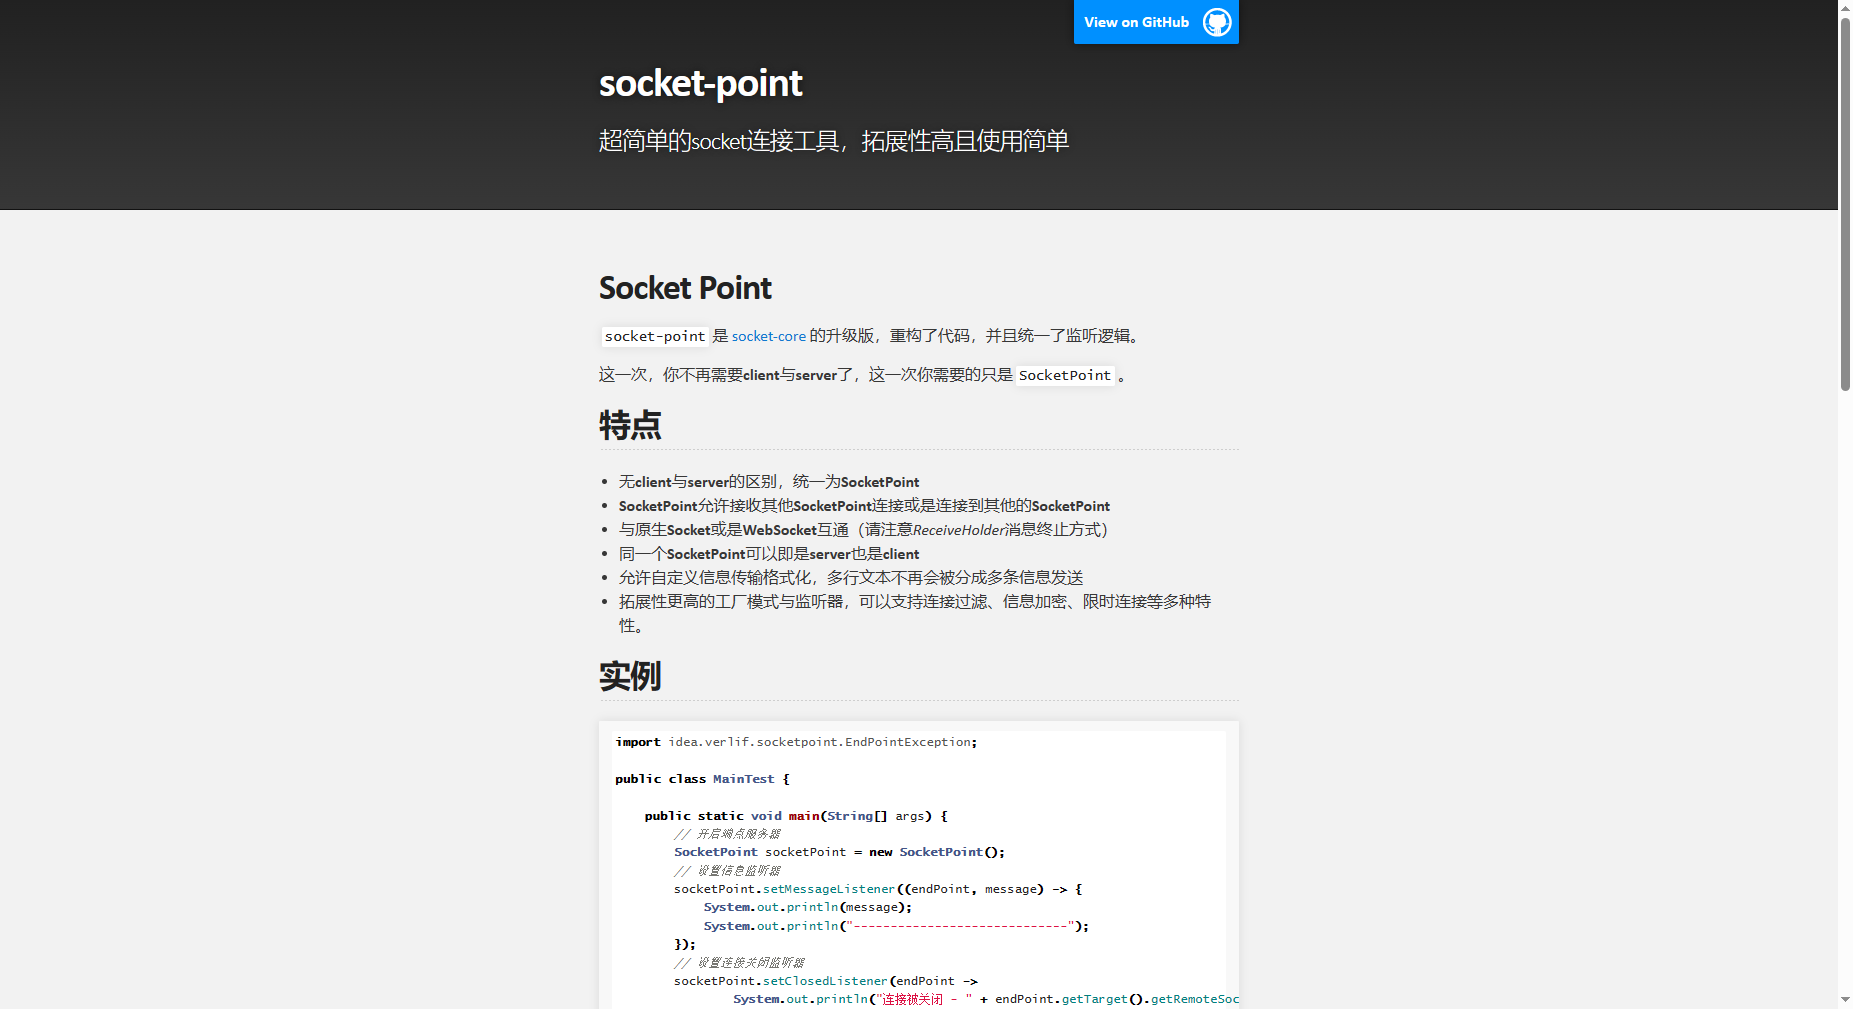 View on GitHub
socket-point
超简单的socket连接工具，拓展性高且使用简单
Socket Point
socket-point 是 socket-core 的升级版，重构了代码，并且统一了监听逻辑。
这一次，你不再需要client与server了，这一次你需要的只是 SocketPoint 。
特点
• 无client与server的区别，统一为SocketPoint
• SocketPoint允许接收其他SocketPoint连接或是连接到其他的SocketPoint
• 与原生Socket或是WebSocket互通（请注意ReceiveHolder消息终止方式）
• 同一个SocketPoint可以即是server也是client
• 允许自定义信息传输格式化，多行文本不再会被分成多条信息发送
• 拓展性更高的工厂模式与监听器，可以支持连接过滤、信息加密、限时连接等多种特
性。
实例
import idea.verlif.socketpoint.EndPointException;
public class MainTest {
public static void main(String[] args) {
// 开启端点服务器
SocketPoint socketPoint = new SocketPoint();
// 设置信息监听器
socketPoint.setMessageListener((endPoint, message) -> {
System.out.println(message);
System.out.println("-----------------------------");
});
// 设置连接关闭监听器
socketPoint.setClosedListener(endPoint ->
System.out.println("连接被关闭 - " + endPoint.getTarget().getRemoteSoc